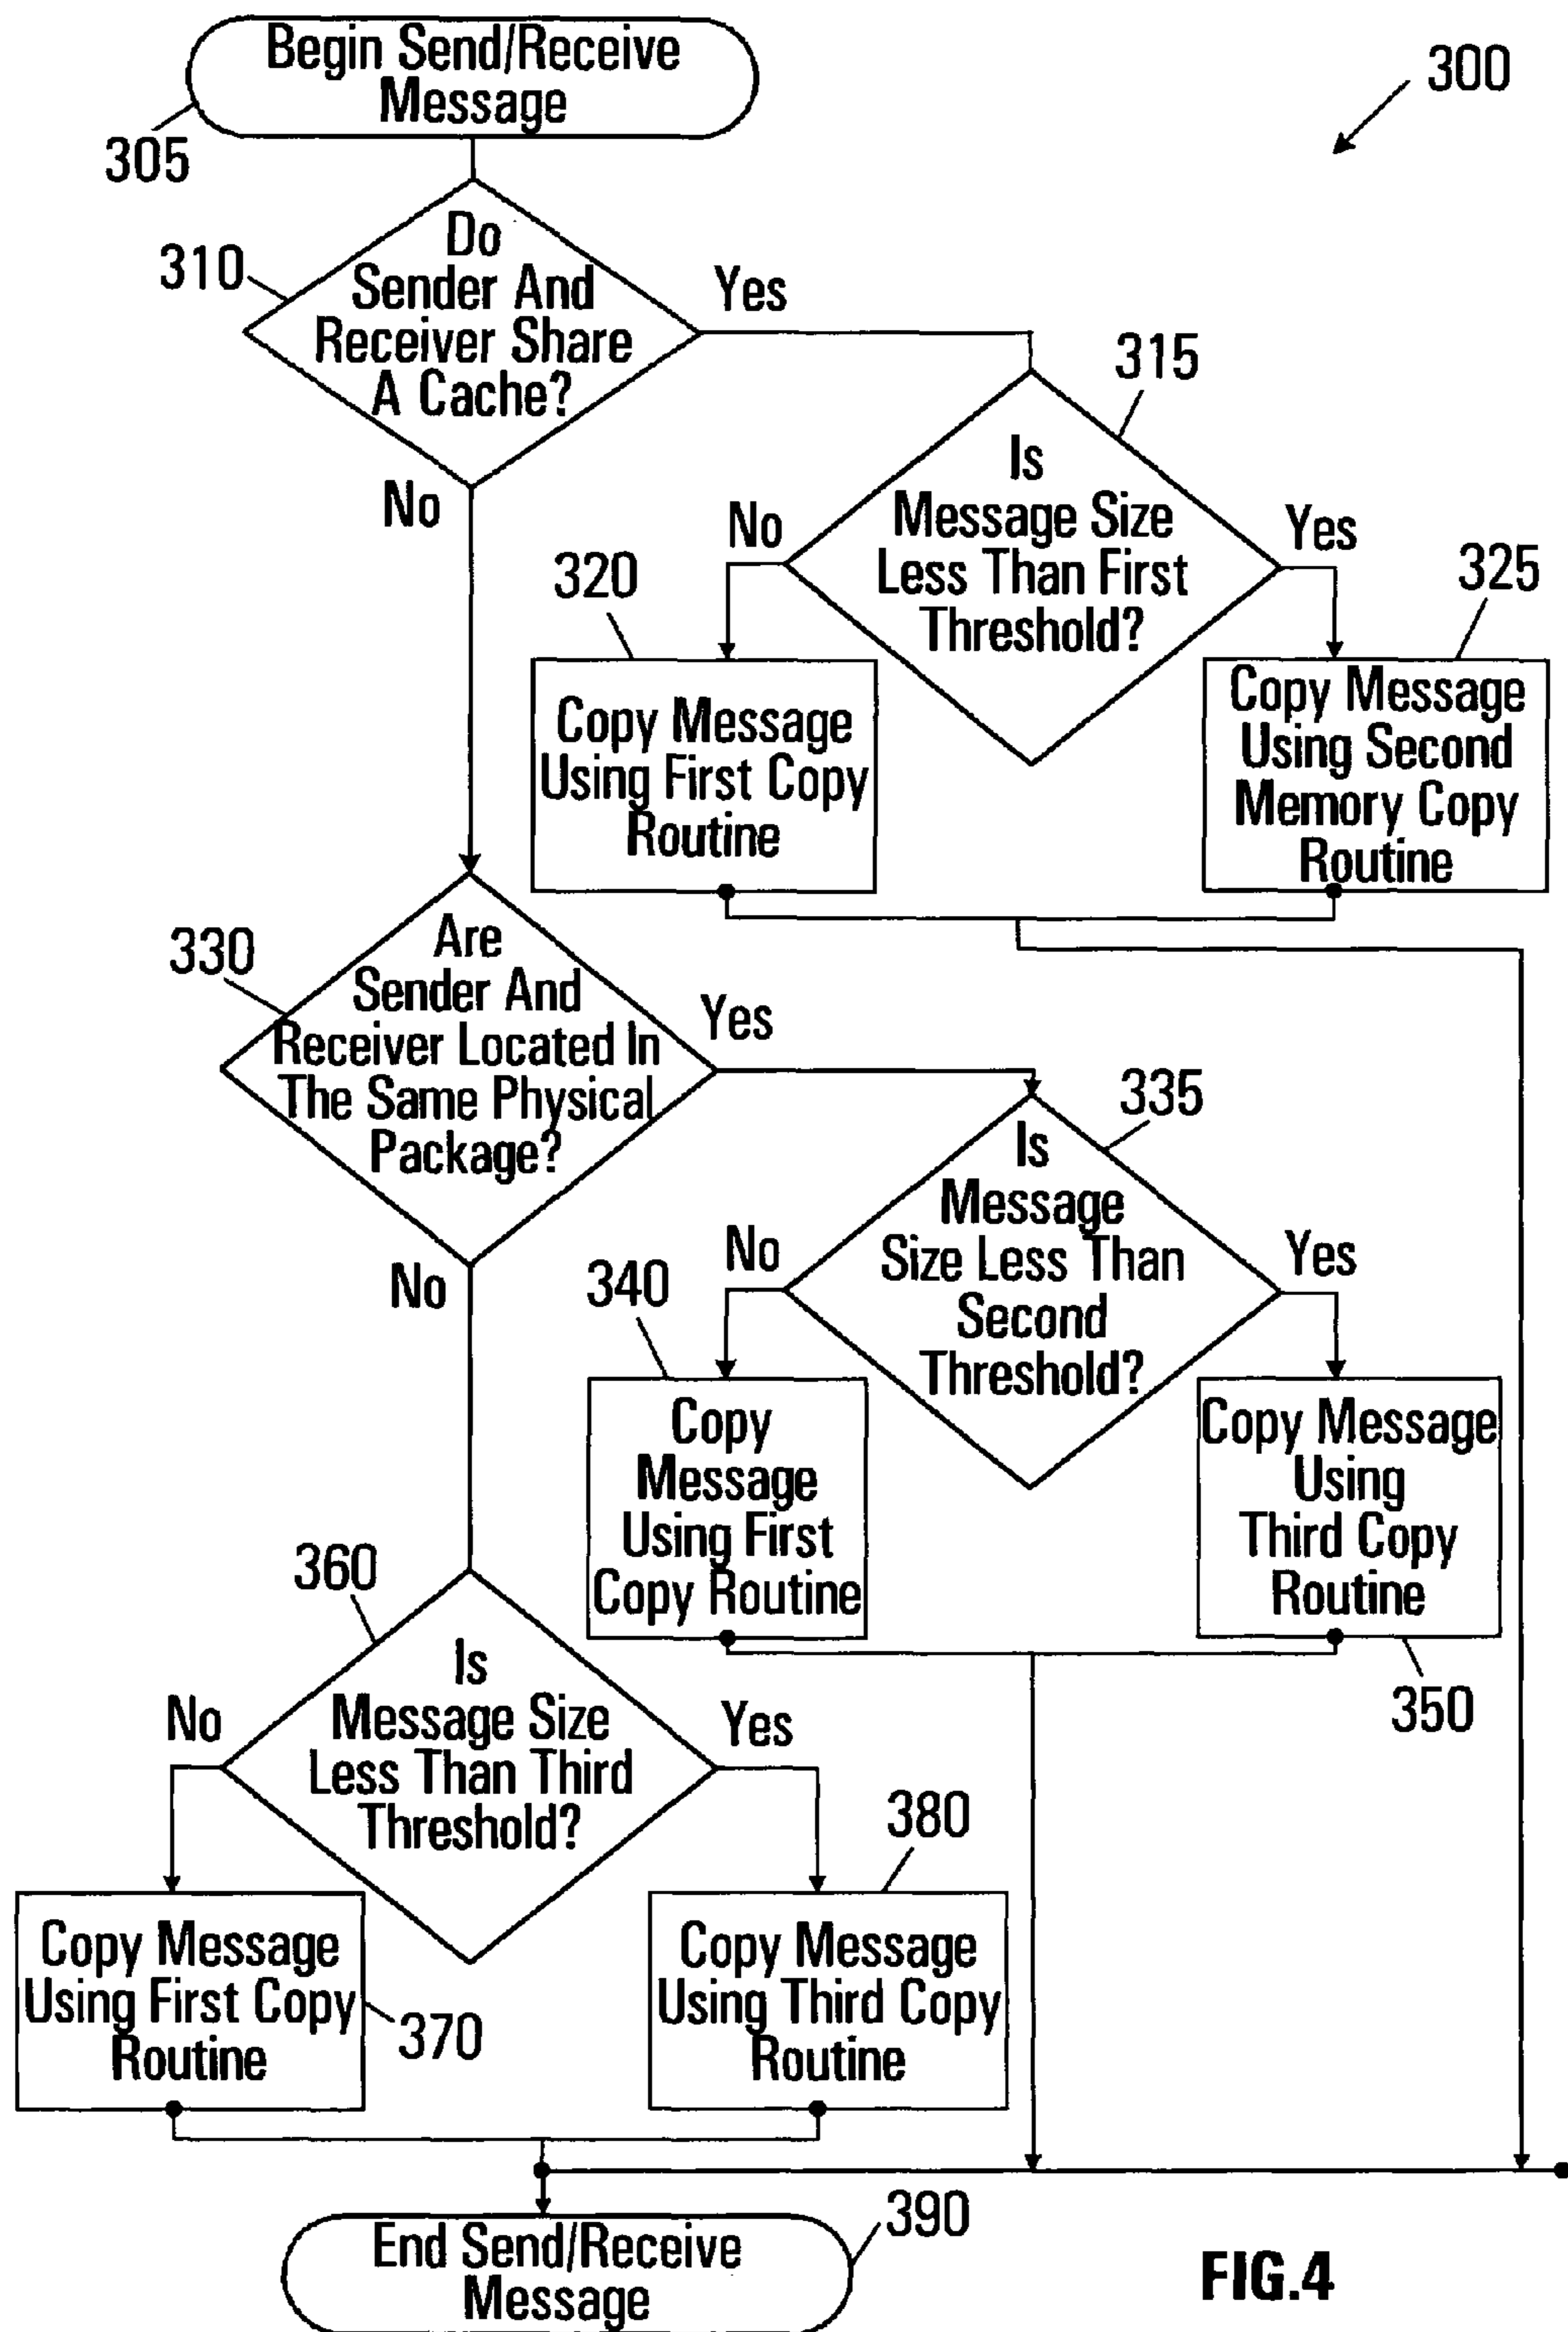 Begin Send/Receive
Message
300
305
310
Do
Sender And
Receiver Share
A Cache?
Yes
No
315
Is
Message Size
Less Than First
Threshold?
No
Yes
320
Copy Message
Using First Copy
Routine
325
Copy Message
Using Second
Memory Copy
Routine
330
Are
Sender And
Receiver Located In
The Same Physical
Package?
Yes
No
335
Is
Message
Size Less Than
Second
Threshold?
No
Yes
340
Copy
Message
Using First
Copy Routine
Copy Message
Using
Third Copy
Routine
350
360
Is
Message Size
Less Than Third
Threshold?
No
Yes
Copy Message
Using First Copy
Routine
370
380
Copy Message
Using Third Copy
Routine
End Send/Receive
Message
390
FIG.4